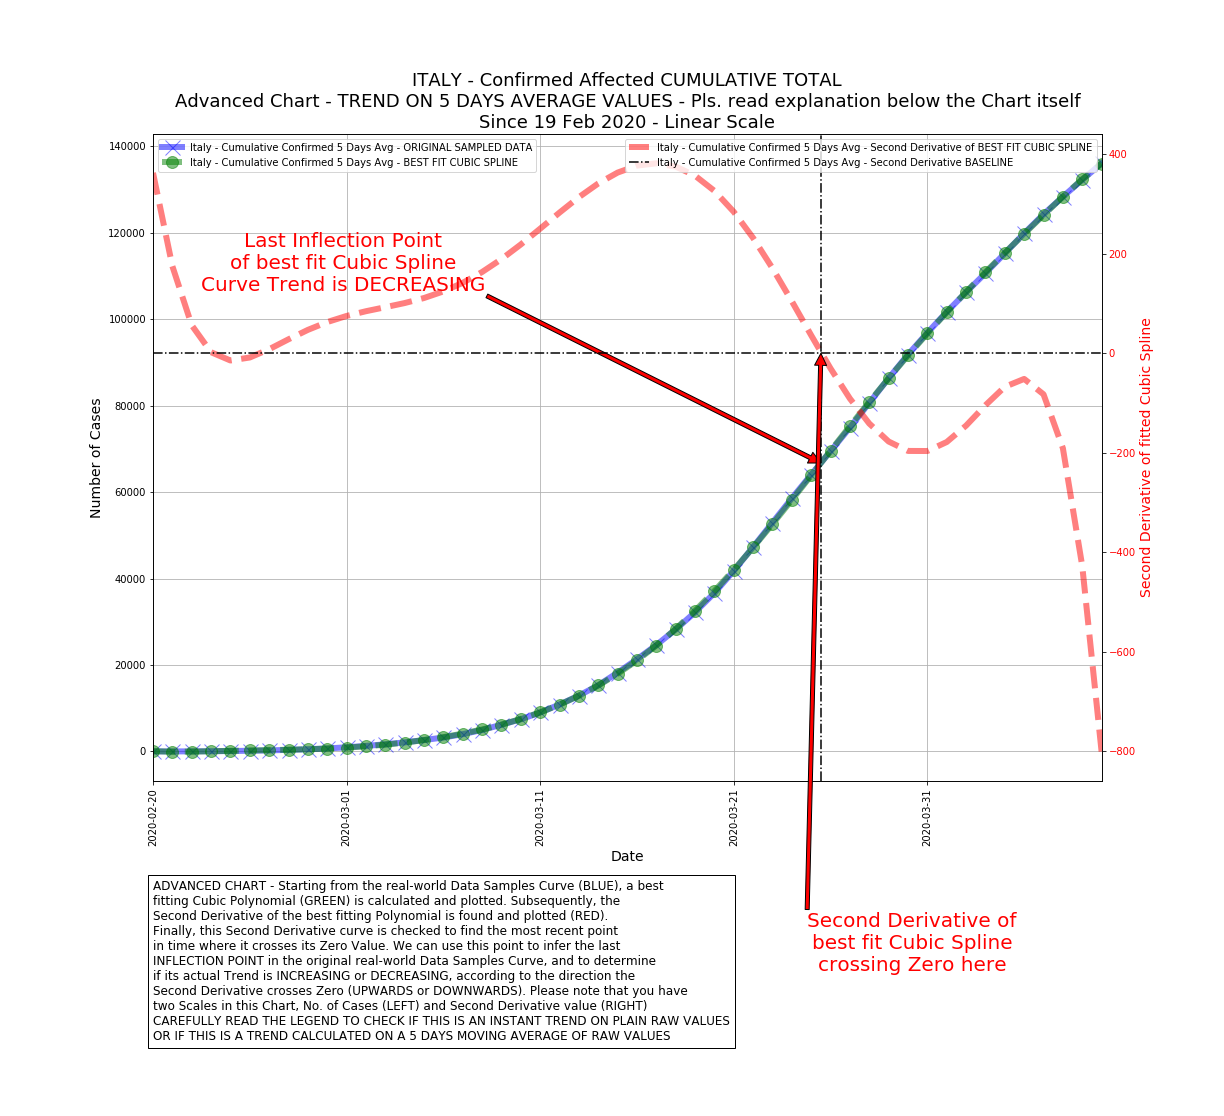 ITALY - Confirmed Affected CUMULATIVE TOTAL
Advanced Chart - TREND ON 5 DAYS AVERAGE VALUES - Pls. read explanation below the Chart itself
Since 19 Feb 2020 - Linear Scale
Italy - Cumulative Confirmed 5 Days Avg - ORIGINAL SAMPLED DATA
Italy - Cumulative Confirmed 5 Days Avg - BEST FIT CUBIC SPLINE
Italy - Cumulative Confirmed 5 Days Avg - Second Derivative of BEST FIT CUBIC SPLINE
Italy - Cumulative Confirmed 5 Days Avg - Second Derivative BASELINE
140000
120000
100000
80000
60000
40000
20000
0
Number of Cases
400
200
0
−200
−400
−600
−800
Second Derivative of fitted Cubic Spline
Last Inflection Point
of best fit Cubic Spline
Curve Trend is DECREASING
2020-02-20
2020-03-01
2020-03-11
2020-03-21
2020-03-31
Date
Second Derivative of
best fit Cubic Spline
crossing Zero here
ADVANCED CHART - Starting from the real-world Data Samples Curve (BLUE), a best
fitting Cubic Polynomial (GREEN) is calculated and plotted. Subsequently, the
Second Derivative of the best fitting Polynomial is found and plotted (RED).
Finally, this Second Derivative curve is checked to find the most recent point
in time where it crosses its Zero Value. We can use this point to infer the last
INFLECTION POINT in the original real-world Data Samples Curve, and to determine
if its actual Trend is INCREASING or DECREASING, according to the direction the
Second Derivative crosses Zero (UPWARDS or DOWNWARDS). Please note that you have
two Scales in this Chart, No. of Cases (LEFT) and Second Derivative value (RIGHT)
CAREFULLY READ THE LEGEND TO CHECK IF THIS IS AN INSTANT TREND ON PLAIN RAW VALUES
OR IF THIS IS A TREND CALCULATED ON A 5 DAYS MOVING AVERAGE OF RAW VALUES